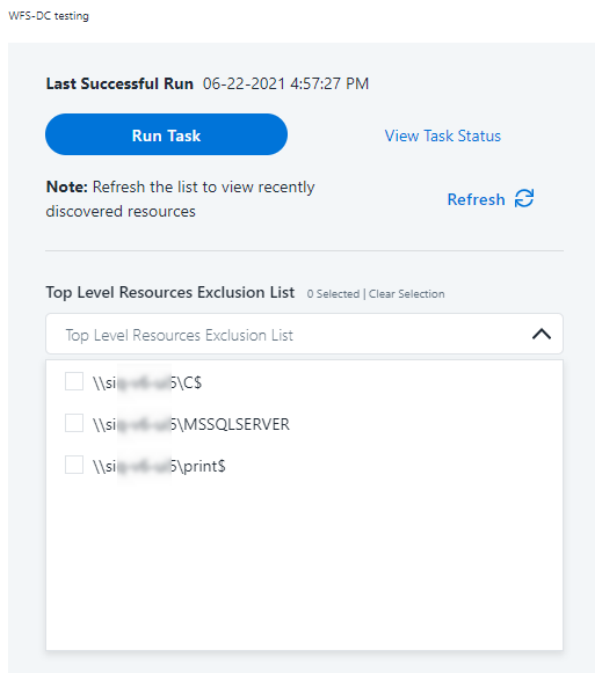 WFS-DC testing
Last Successful Run 06-22-2021 4:57:27 PM
Run Task
View Task Status
Note: Refresh the list to view recently
discovered resources
Refresh
Top Level Resources Exclusion List 0 Selected | Clear Selection
Top Level Resources Exclusion List
\\si 5\C$
\\si 5\MSSQLSERVER
\\si 5\print$